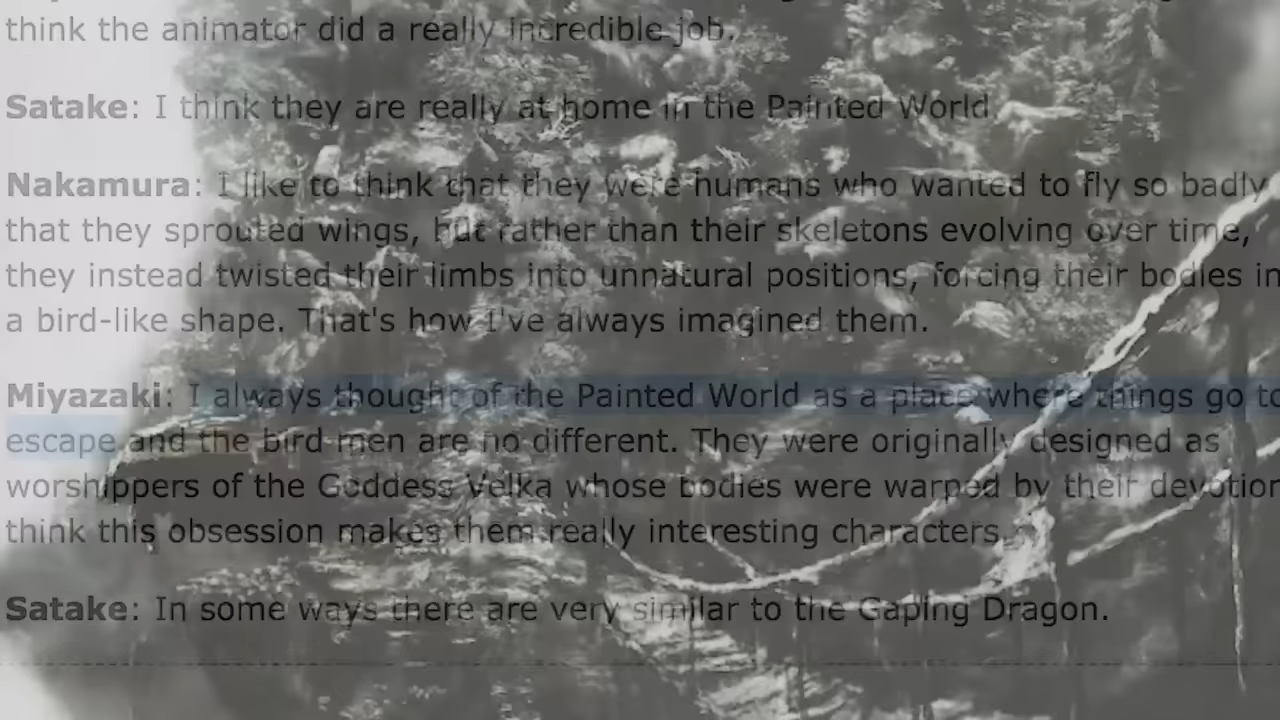 think the animator did a really incredible job.
Satake: I think they are really at home in the Painted World.
Nakamura: I like to think that they were humans who wanted to fly so badly
that they sprouted wings, but rather than their skeletons evolving over time,
they instead twisted their limbs into unnatural positions, forcing their bodies in
a bird-like shape. That's how I've always imagined them.
Miyazaki: I always thought of the Painted World as a place where things go to
escape and the bird men are no different. They were originally designed as
worshippers of the Goddess Velka whose bodies were warped by their devotion
think this obsession makes them really interesting characters.
Satake: In some ways there are very similar to the Gaping Dragon.